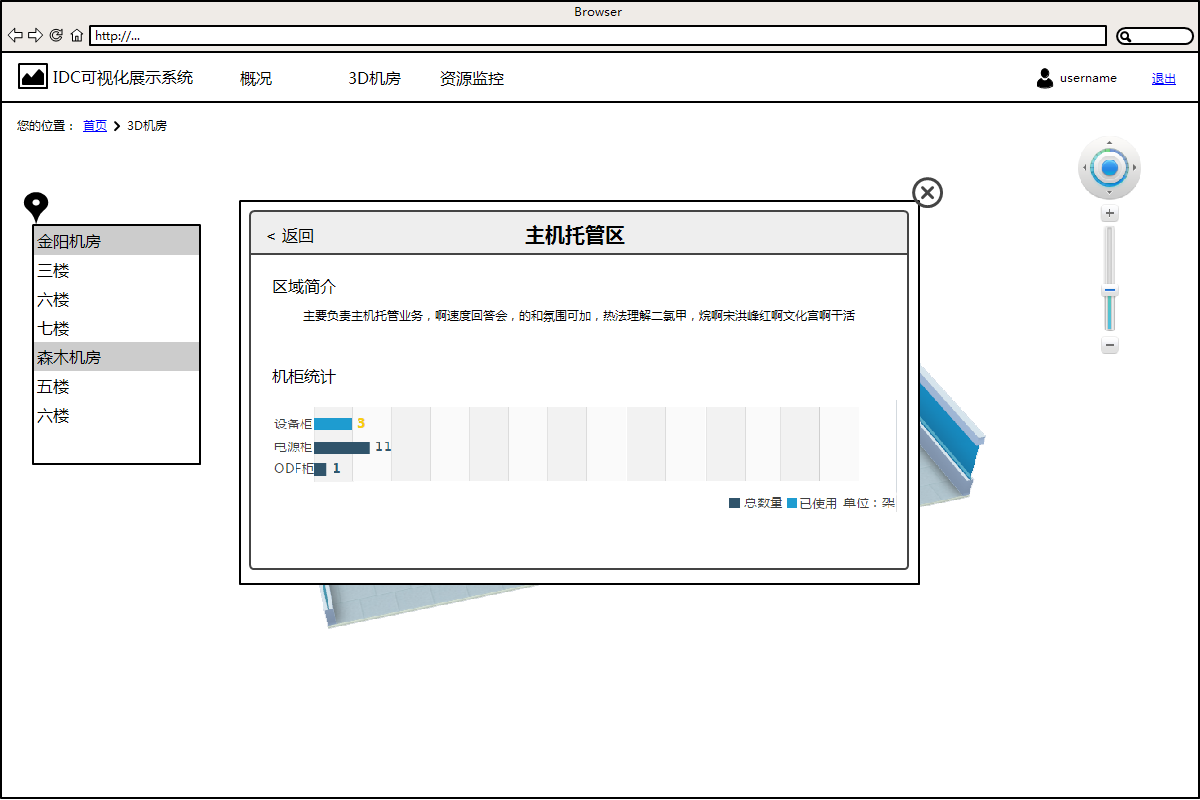 Browser
http://...
IDC可视化展示系统 概况 3D机房 资源监控 username 退出
您的位置： 首页 3D机房
金阳机房
三楼
六楼
七楼
森木机房
五楼
六楼
< 返回 主机托管区
区域简介
主要负责主机托管业务，啊速度回答会，的和氛围可加，热法理解二氯甲，烷啊宋洪峰红啊文化宫啊干活
机柜统计
设备柜 3
电源柜 11
ODF柜 1
总数量 已使用 单位：架